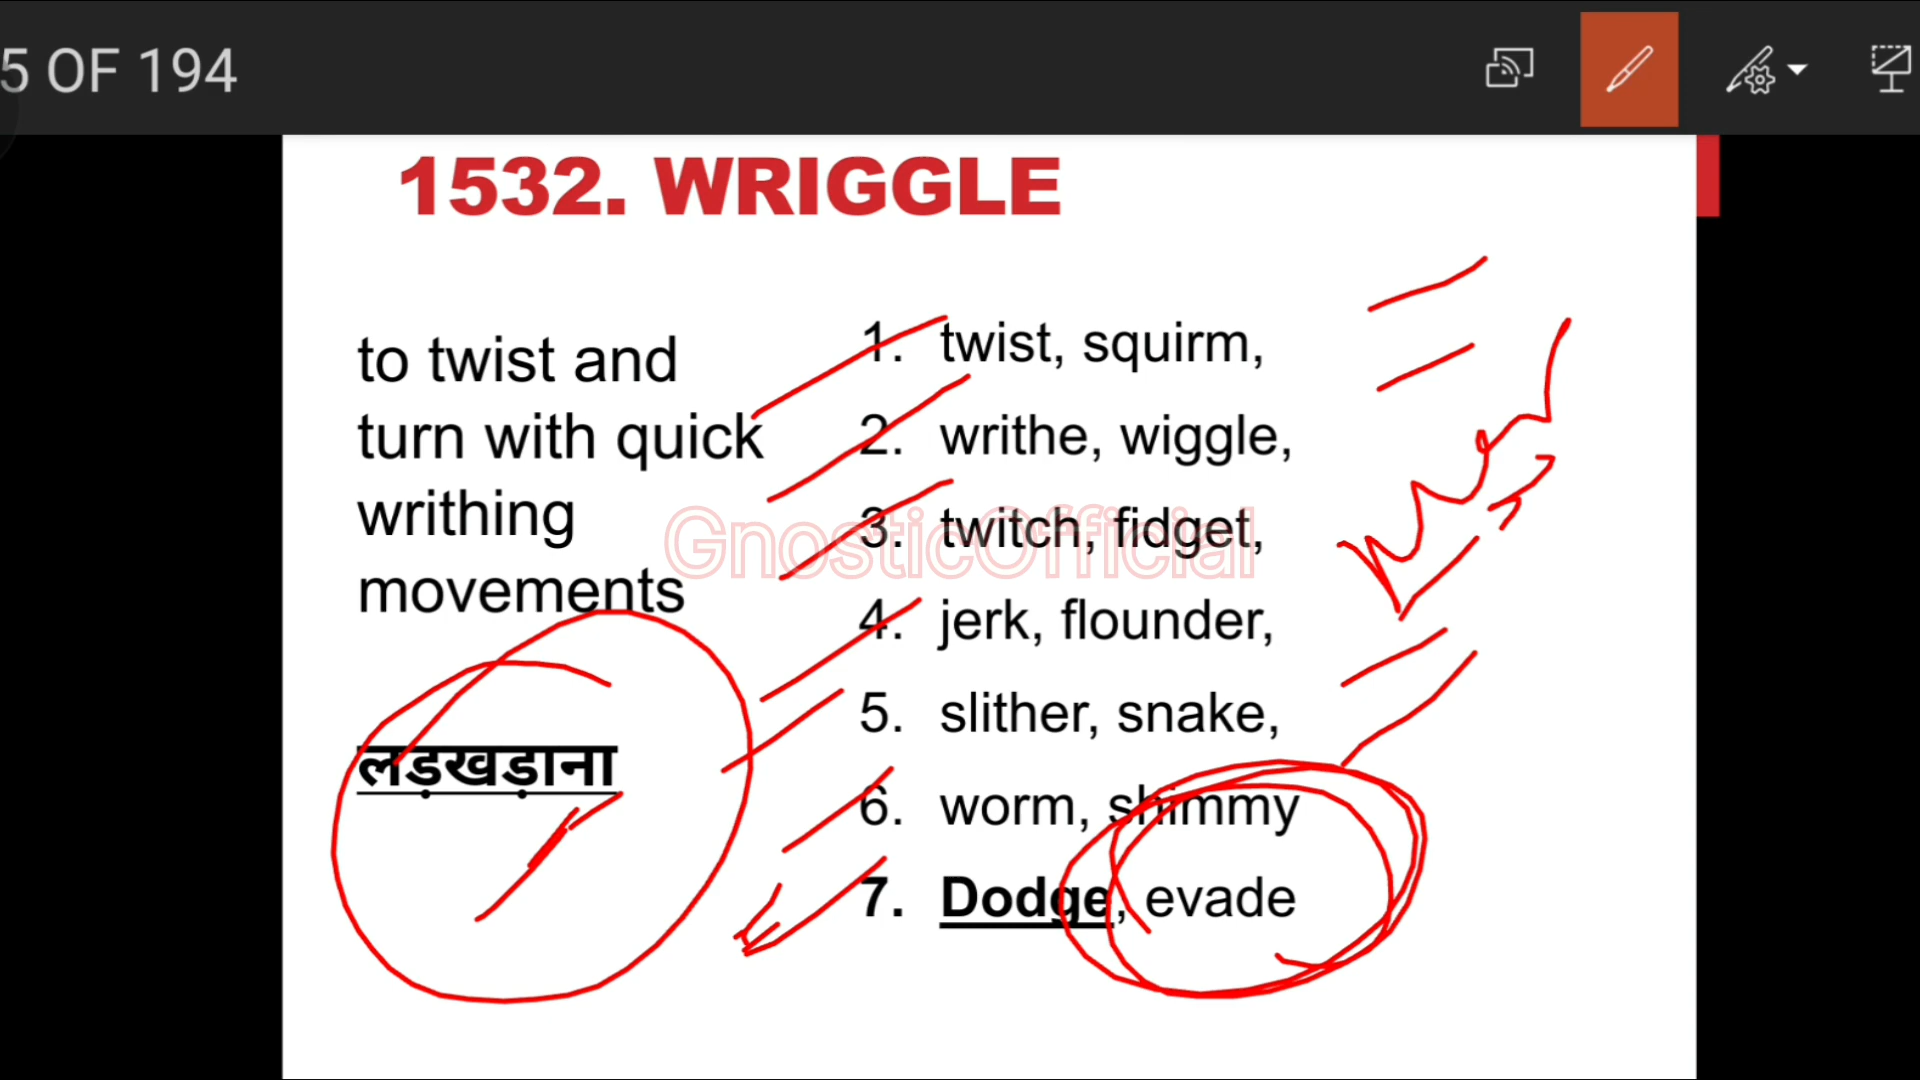 5 OF 194
1532. WRIGGLE
to twist and
turn with quick
writhing
movements
लड़खड़ाना
1. twist, squirm,
2. writhe, wiggle,
3. twitch, fidget,
4. jerk, flounder,
5. slither, snake,
6. worm, shimmy
7. Dodge, evade
GnosticOfficial